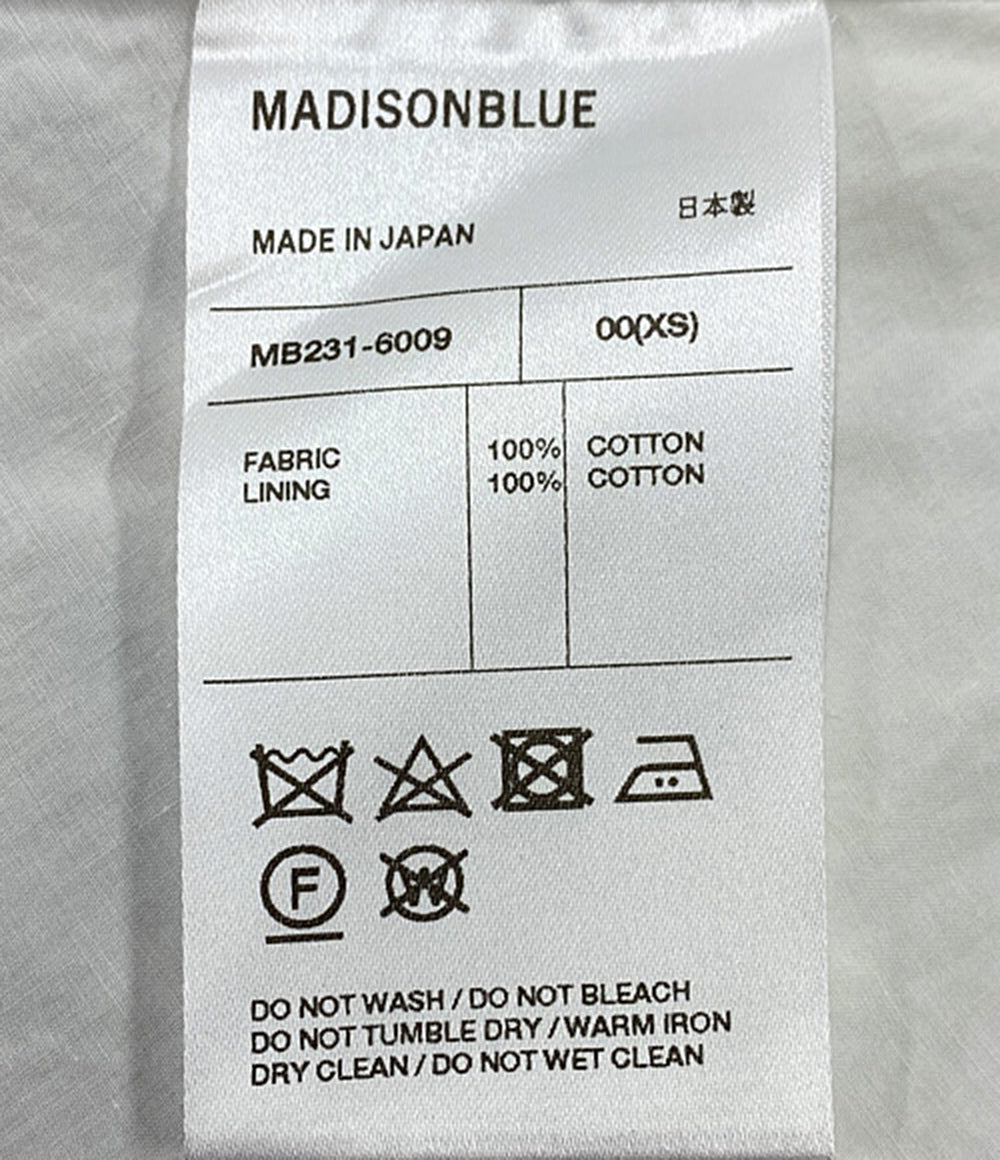 MADISONBLUE
日本製
MADE IN JAPAN
MB231-6009 00(XS)
FABRIC 100% COTTON
LINING 100% COTTON
F
W
DO NOT WASH / DO NOT BLEACH
DO NOT TUMBLE DRY / WARM IRON
DRY CLEAN / DO NOT WET CLEAN